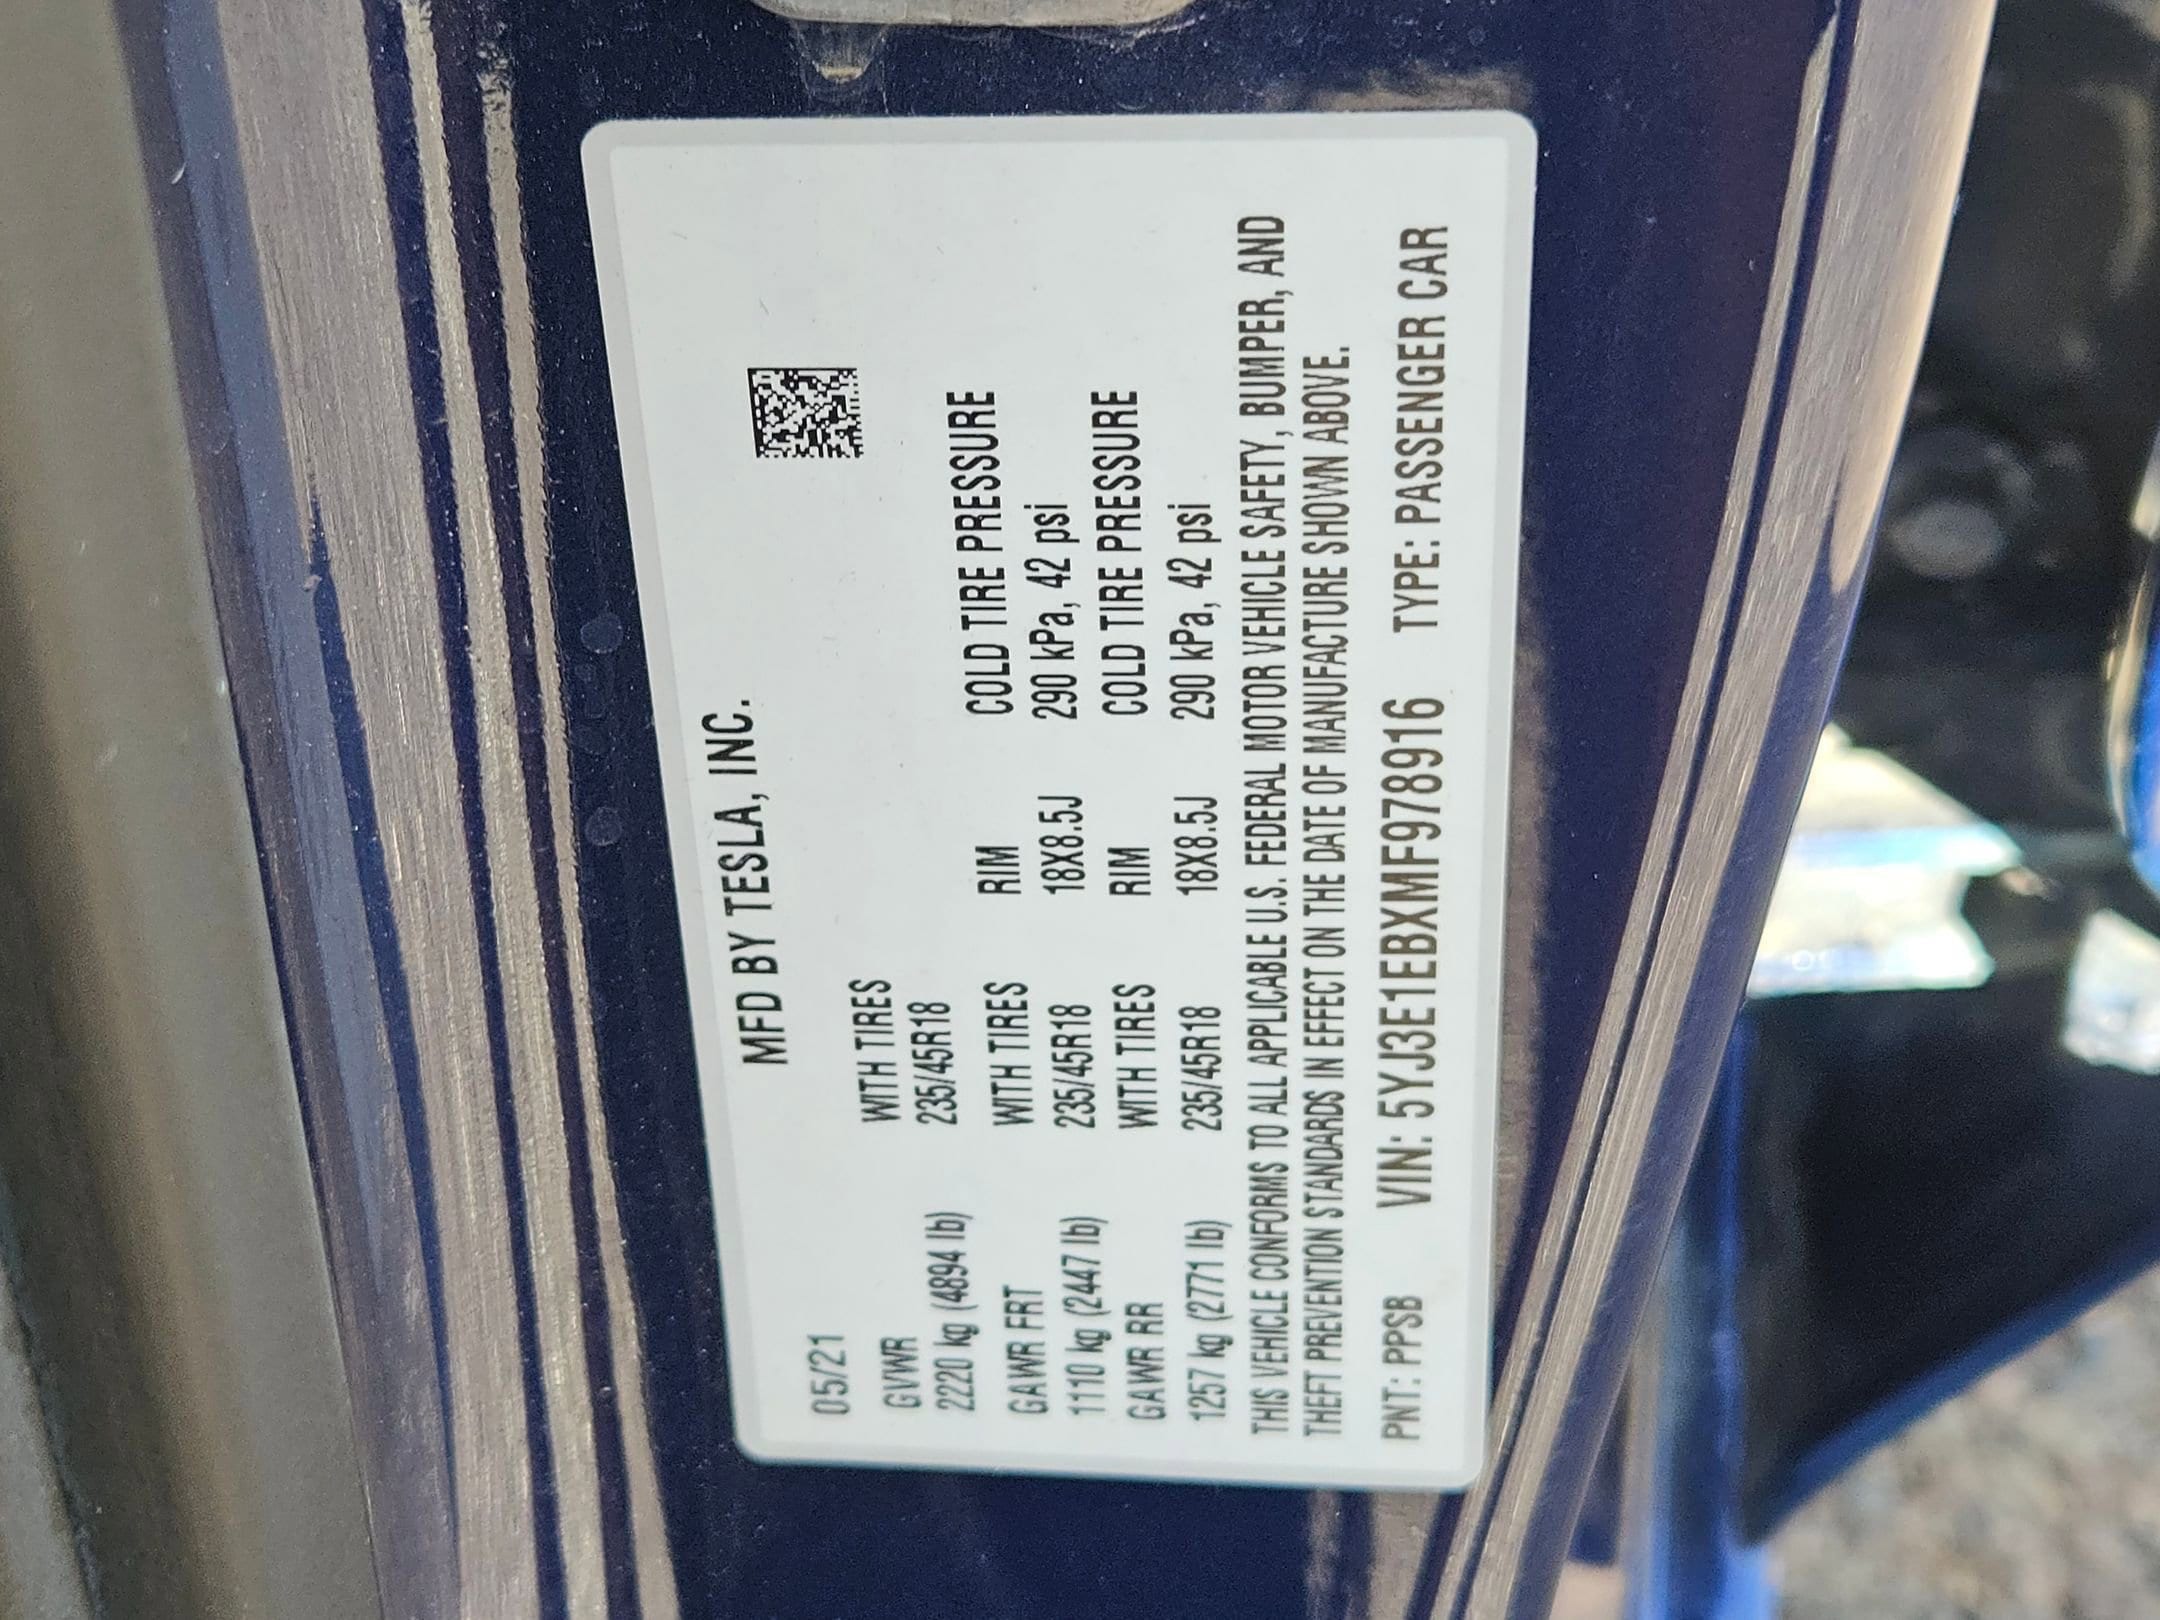 MFD BY TESLA, INC.
05/21
GVWR WITH TIRES
2220 kg (4894 lb) 235/45R18
GAWR FRT WITH TIRES RIM COLD TIRE PRESSURE
1110 kg (2447 lb) 235/45R18 18X8.5J 290 kPa, 42 psi
GAWR RR WITH TIRES RIM COLD TIRE PRESSURE
1257 kg (2771 lb) 235/45R18 18X8.5J 290 kPa, 42 psi
THIS VEHICLE CONFORMS TO ALL APPLICABLE U.S. FEDERAL MOTOR VEHICLE SAFETY, BUMPER, AND
THEFT PREVENTION STANDARDS IN EFFECT ON THE DATE OF MANUFACTURE SHOWN ABOVE.
PNT: PPSB VIN: 5YJ3E1EBXMF978916 TYPE: PASSENGER CAR